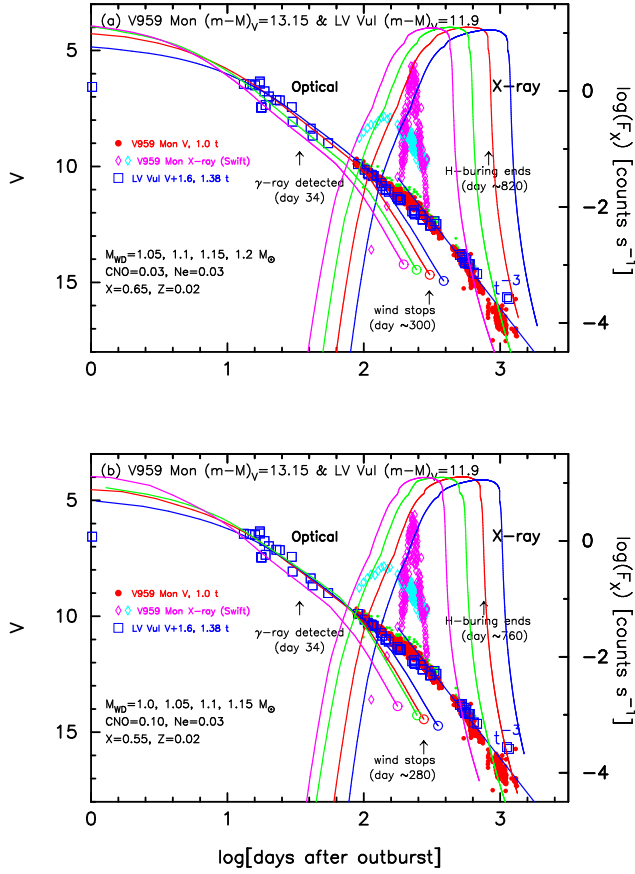 (a) V959 Mon (m−M)V=13.15 & LV Vul (m−M)V=11.9
Optical
X-ray
V959 Mon V, 1.0 t
V959 Mon X-ray (Swift)
LV Vul V+1.6, 1.38 t
γ-ray detected
(day 34)
H-buring ends
(day ~820)
MWD=1.05, 1.1, 1.15, 1.2 M⊙
CNO=0.03, Ne=0.03
X=0.65, Z=0.02
wind stops
(day ~300)
t−3
V
5
10
15
log(FX) [counts s−1]
0
−2
−4
0
1
2
3
(b) V959 Mon (m−M)V=13.15 & LV Vul (m−M)V=11.9
Optical
X-ray
V959 Mon V, 1.0 t
V959 Mon X-ray (Swift)
LV Vul V+1.6, 1.38 t
γ-ray detected
(day 34)
H-buring ends
(day ~760)
MWD=1.0, 1.05, 1.1, 1.15 M⊙
CNO=0.10, Ne=0.03
X=0.55, Z=0.02
wind stops
(day ~280)
t−3
V
5
10
15
log(FX) [counts s−1]
0
−2
−4
0
1
2
3
log[days after outburst]